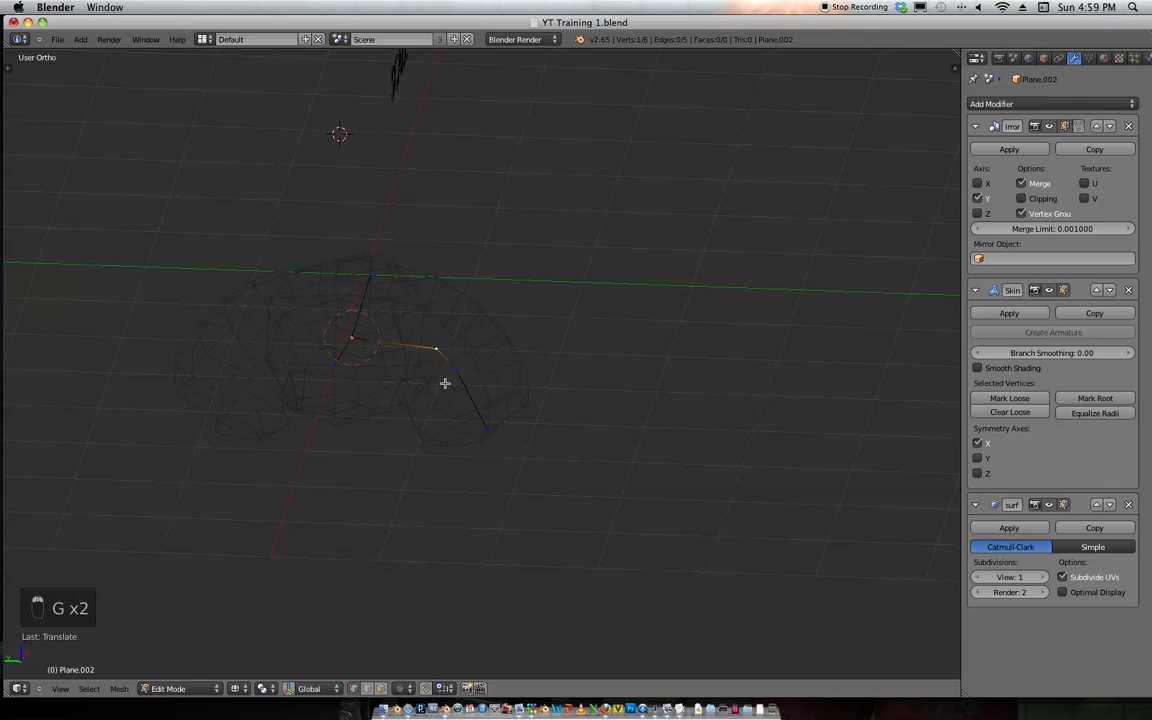 Blender Window Stop Recording Sun 4:59 PM
YT Training 1.blend
File Add Render Window Help Default Scene 3 Blender Render v2.65 | Verts:1/6 | Edges:0/5 | Faces:0/0 | Tris:0 | Plane.002
User Ortho
Plane.002
Add Modifier
irror
Apply Copy
Axis: Options: Textures:
X Merge U
Y Clipping V
Z Vertex Grou
Merge Limit: 0.001000
Mirror Object:
Skin
Apply Copy
Create Armature
Branch Smoothing: 0.00
Smooth Shading
Selected Vertices:
Mark Loose Mark Root
Clear Loose Equalize Radii
Symmetry Axes:
X
Y
Z
surf
Apply Copy
Catmull-Clark Simple
Subdivisions: Options:
View: 1 Subdivide UVs
Render: 2 Optimal Display
G x2
Last: Translate
y
(0) Plane.002
View Select Mesh Edit Mode Global